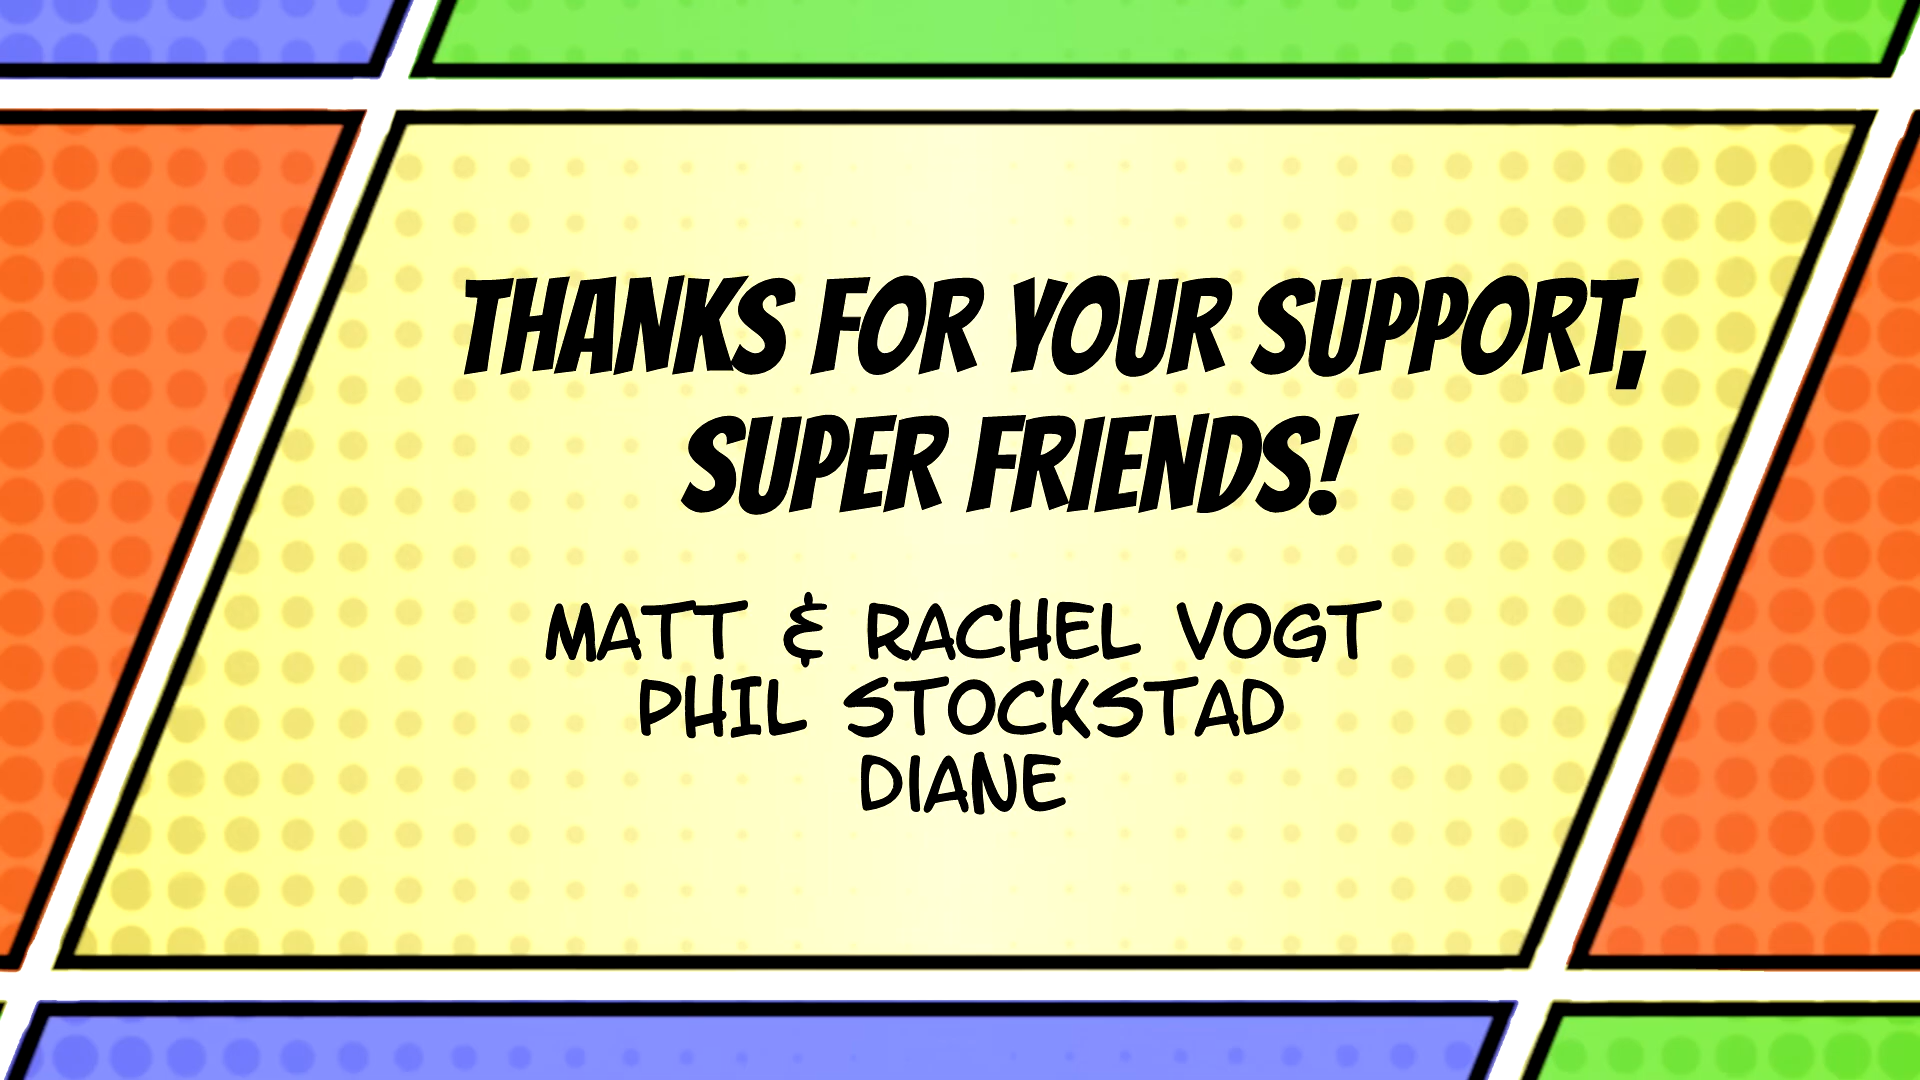 THANKS FOR YOUR SUPPORT,
SUPER FRIENDS!
MATT & RACHEL VOGT
PHIL STOCKSTAD
DIANE